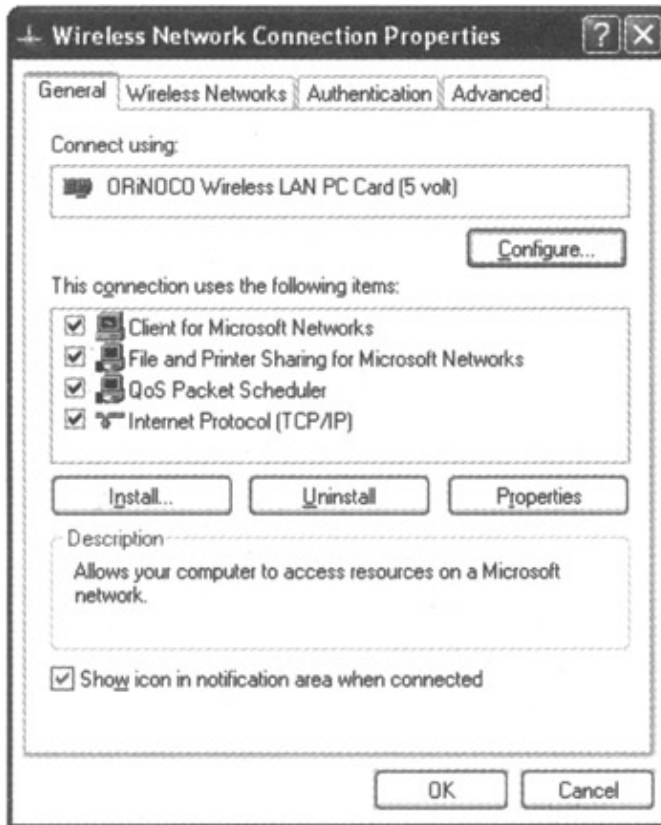 Wireless Network Connection Properties
General Wireless Networks Authentication Advanced
Connect using:
ORiNOCO Wireless LAN PC Card (5 volt)
Configure...
This connection uses the following items:
Client for Microsoft Networks
File and Printer Sharing for Microsoft Networks
QoS Packet Scheduler
Internet Protocol (TCP/IP)
Install... Uninstall Properties
Description
Allows your computer to access resources on a Microsoft
network.
Show icon in notification area when connected
OK Cancel